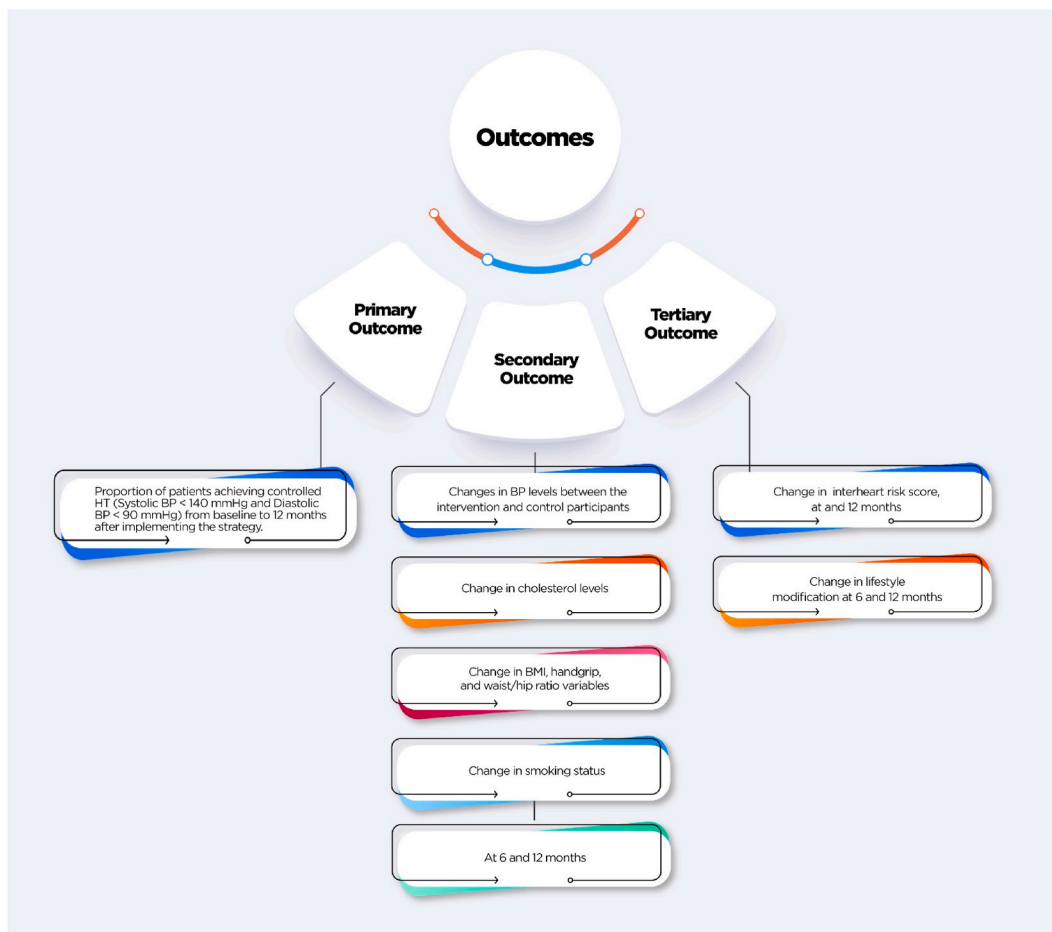 Outcomes
Primary
Outcome
Secondary
Outcome
Tertiary
Outcome
Proportion of patients achieving controlled
HT (Systolic BP < 140 mmHg and Diastolic
BP < 90 mmHg) from baseline to 12 months
after implementing the strategy.
Changes in BP levels between the
intervention and control participants
Change in cholesterol levels
Change in BMI, handgrip,
and waist/hip ratio variables
Change in smoking status
At 6 and 12 months
Change in interheart risk score,
at and 12 months
Change in lifestyle
modification at 6 and 12 months